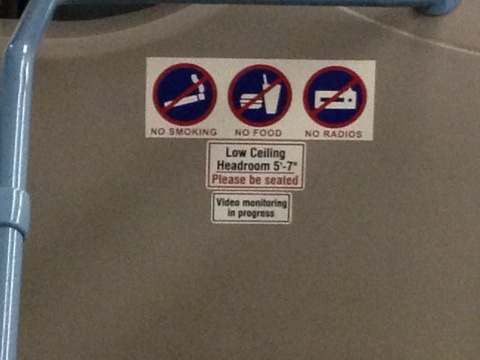 NO SMOKING NO FOOD NO RADIOS
Low Ceiling
Headroom 5'-7"
Please be seated
Video monitoring
in progress